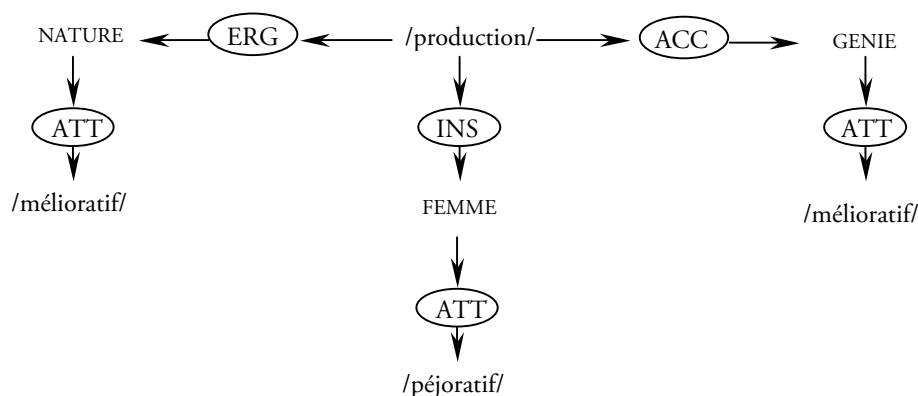 NATURE ERG /production/ ACC GENIE
ATT INS ATT
/mélioratif/ FEMME /mélioratif/
ATT
/péjoratif/